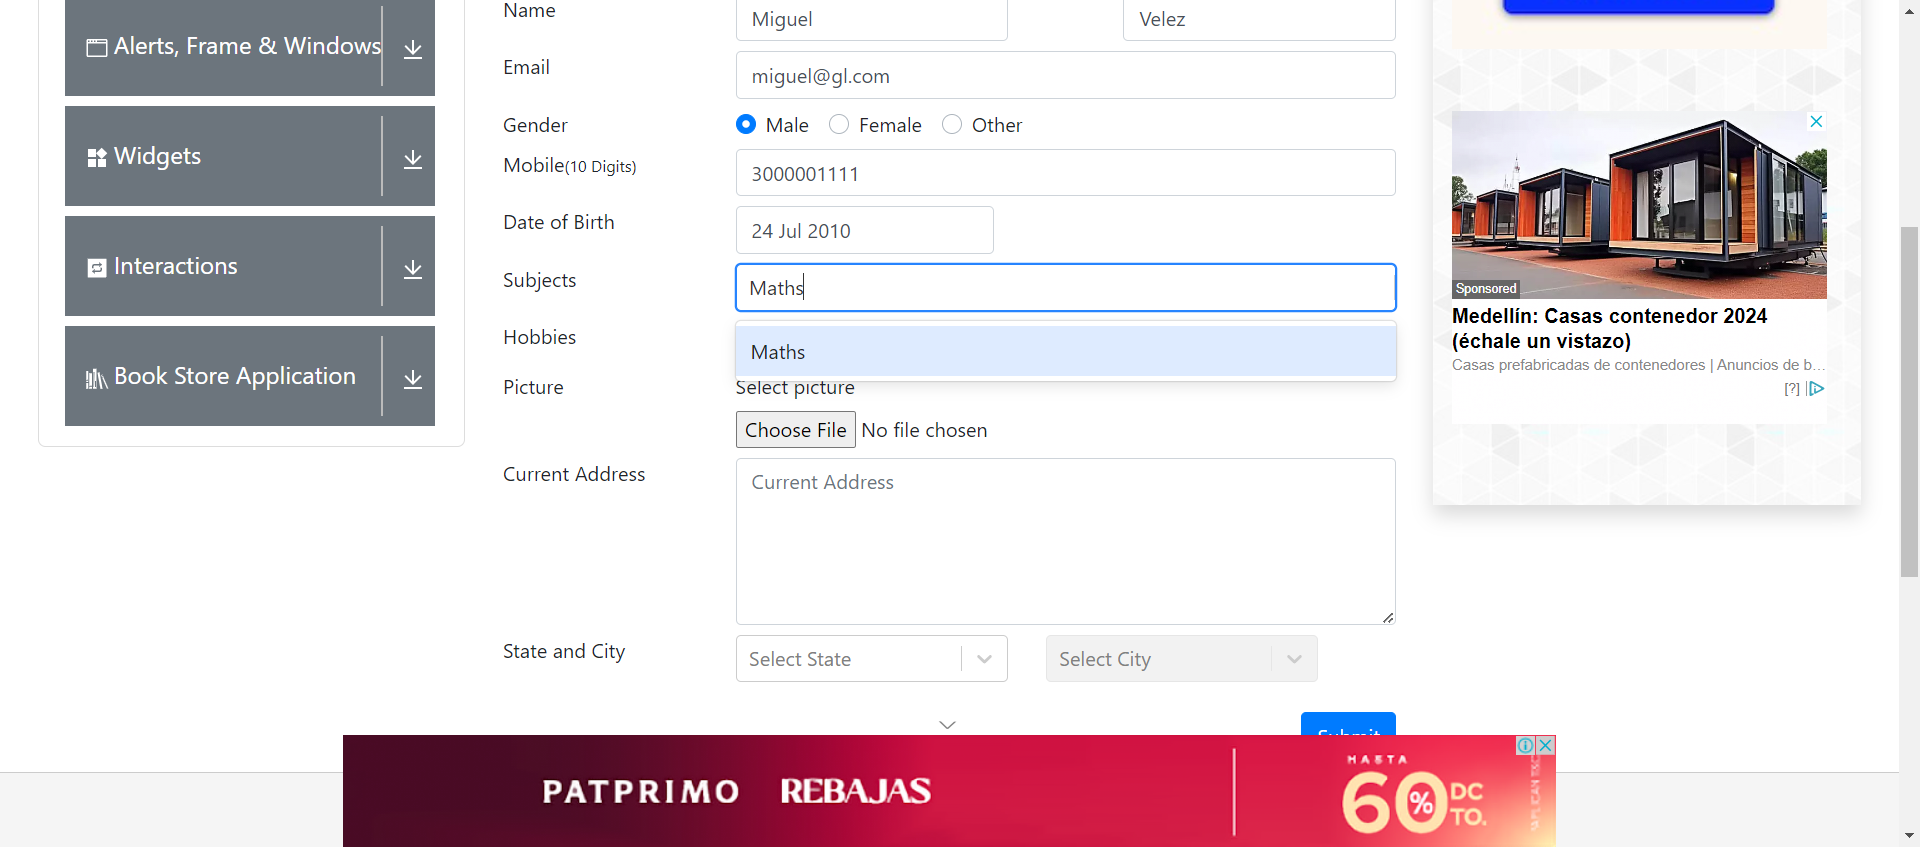 Alerts, Frame & Windows
Widgets
Interactions
Book Store Application
Name
Miguel
Velez
Email
miguel@gl.com
Gender
Male
Female
Other
Mobile(10 Digits)
3000001111
Date of Birth
24 Jul 2010
Subjects
Maths
Maths
Hobbies
Picture
Select picture
Choose File No file chosen
Current Address
Current Address
State and City
Select State
Select City
Submit
Sponsored
Medellín: Casas contenedor 2024
(échale un vistazo)
Casas prefabricadas de contenedores | Anuncios de b...
[?]
PATPRIMO REBAJAS
HASTA
60% DC
TO.